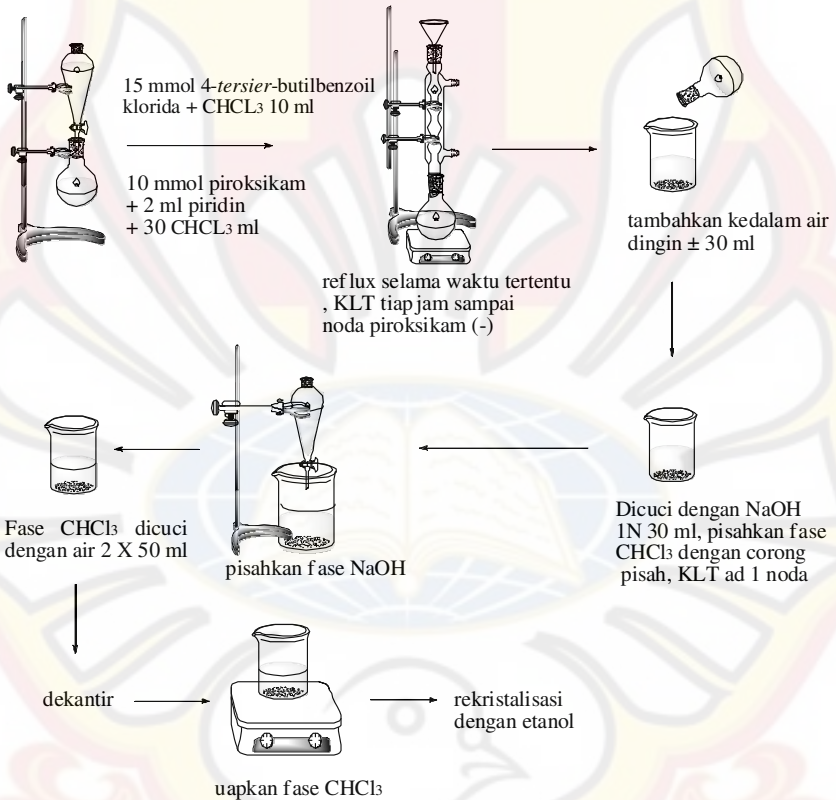 15 mmol 4-tersier-butilbenzoil
klorida + CHCL3 10 ml
10 mmol piroksikam
+ 2 ml piridin
+ 30 CHCL3 ml
reflux selama waktu tertentu
, KLT tiap jam sampai
noda piroksikam (-)
tambahkan kedalam air
dingin ± 30 ml
Dicuci dengan NaOH
1N 30 ml, pisahkan fase
CHCl3 dengan corong
pisah, KLT ad 1 noda
pisahkan fase NaOH
Fase CHCl3 dicuci
dengan air 2 X 50 ml
dekantir
uapkan fase CHCl3
rekristalisasi
dengan etanol